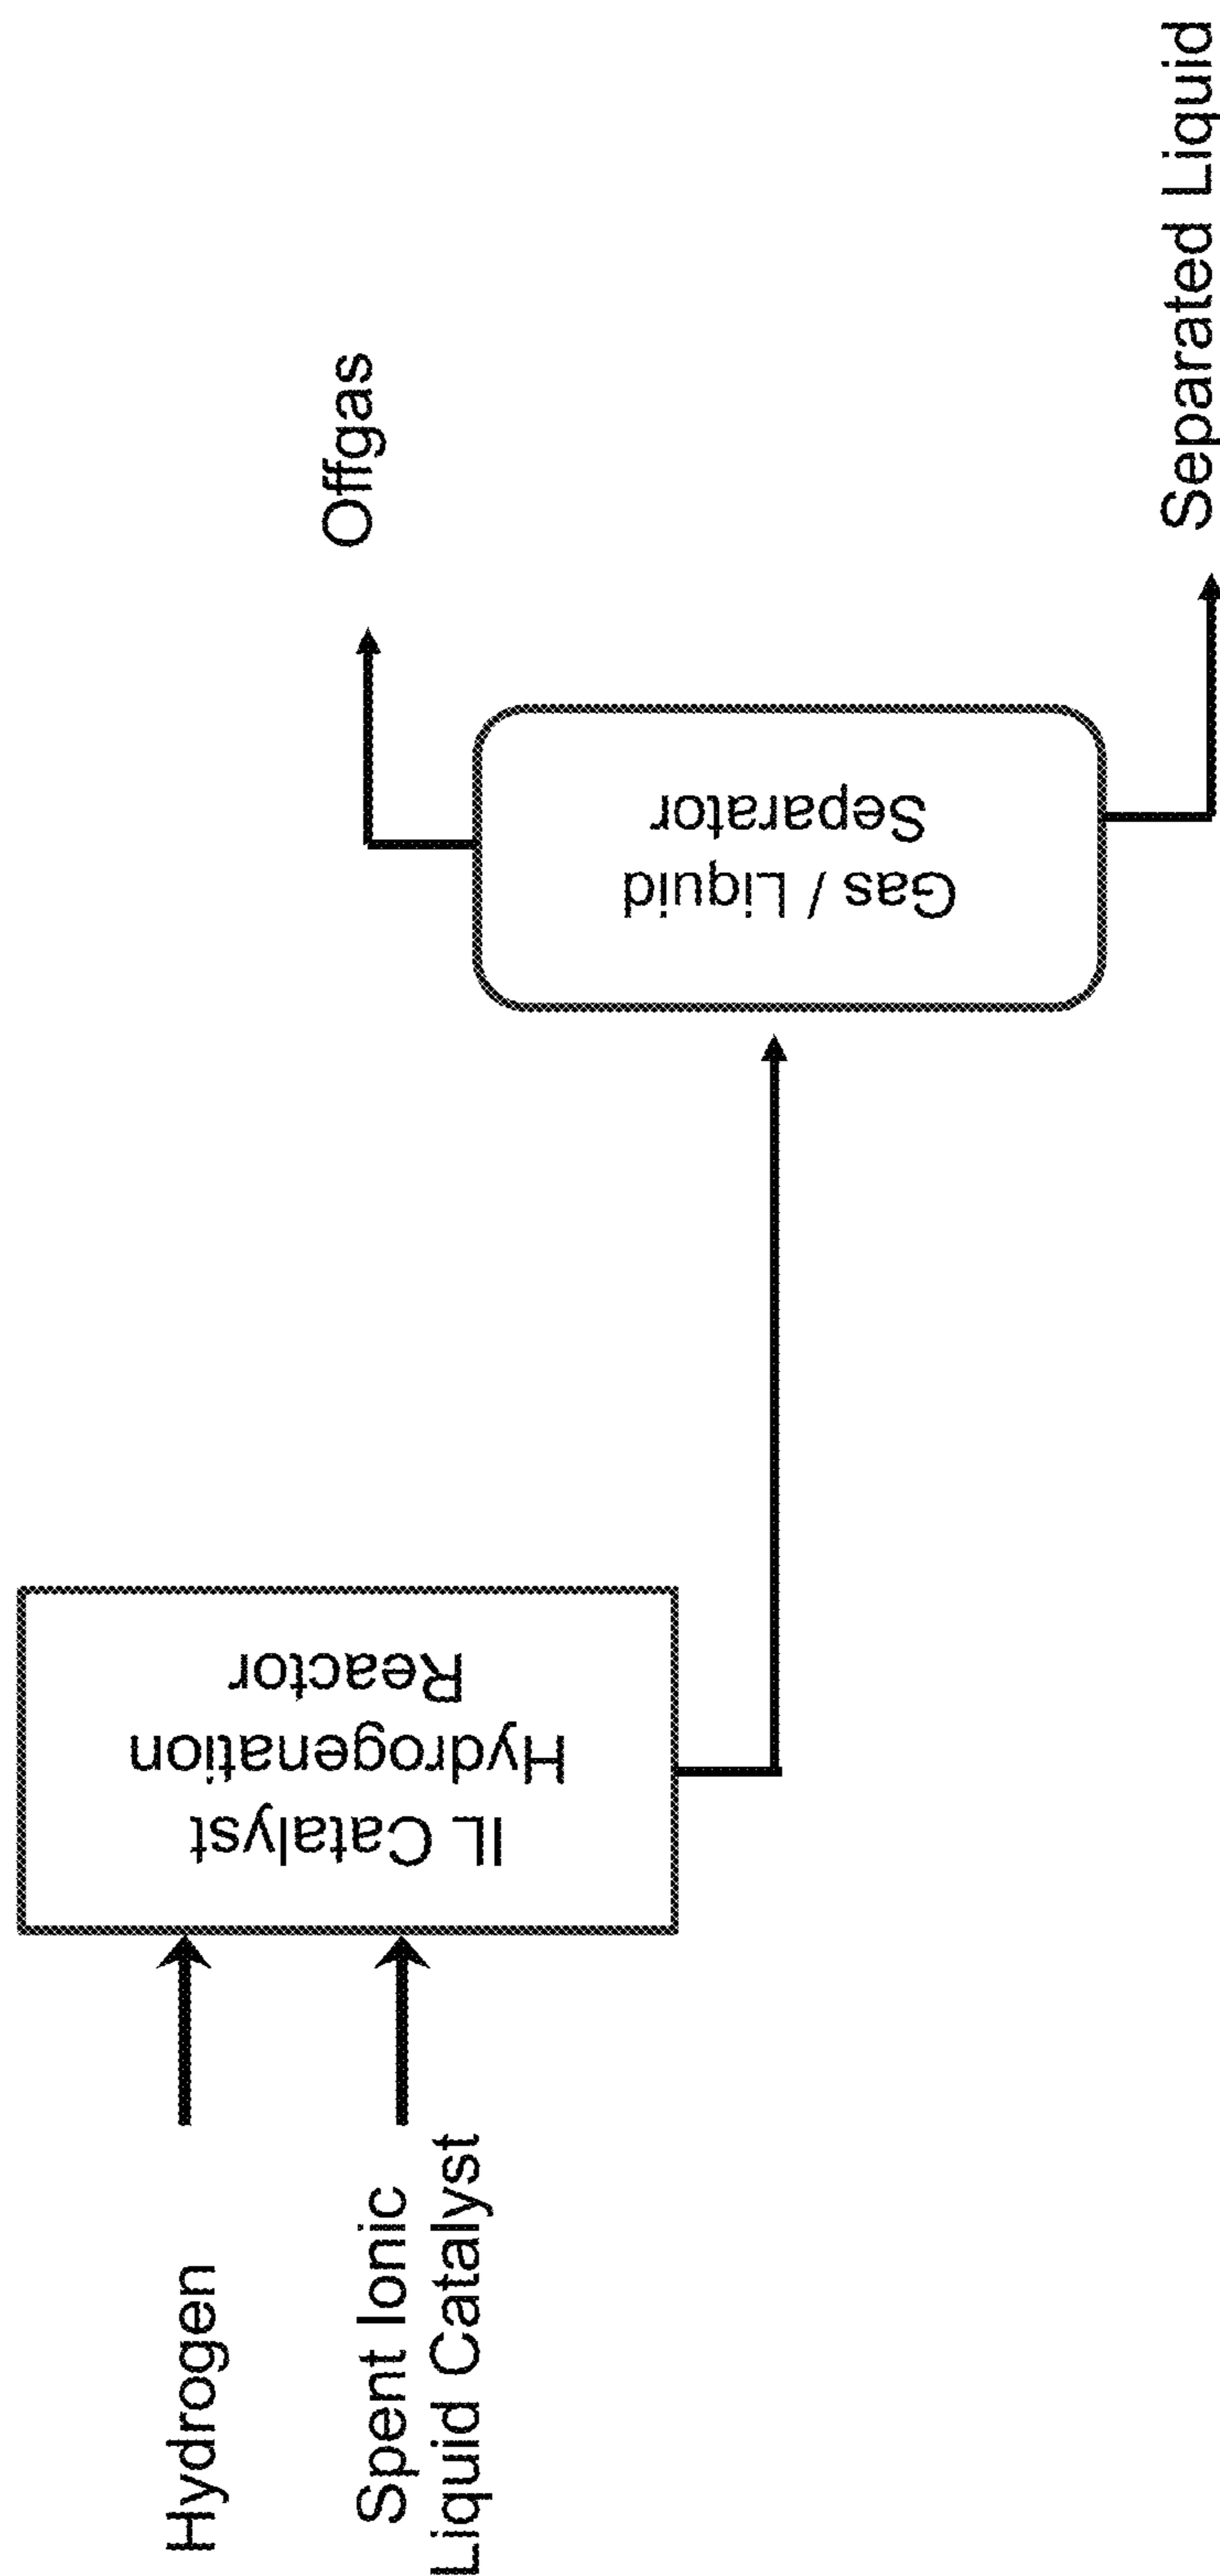 Hydrogen
Spent Ionic
Liquid Catalyst
IL Catalyst
Hydrogenation
Reactor
Gas / Liquid
Separator
Offgas
Separated Liquid